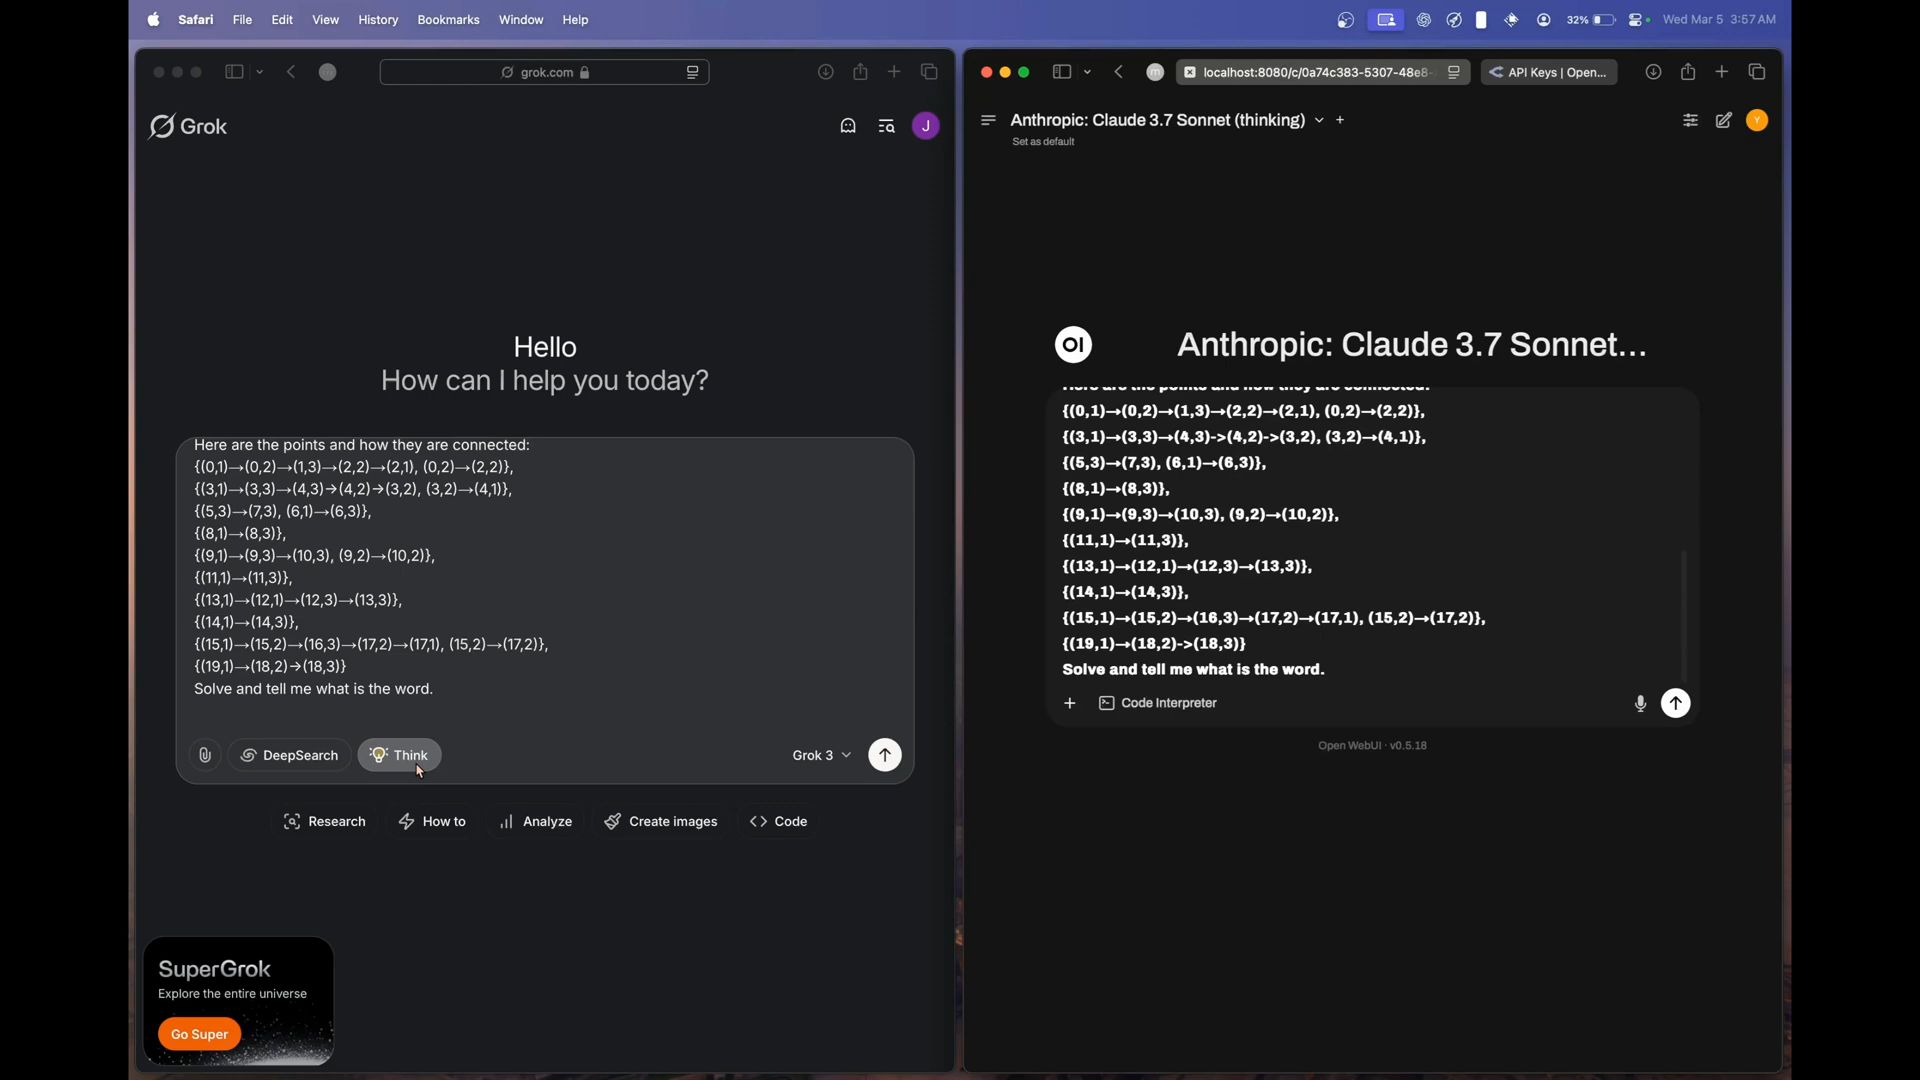 Safari File Edit View History Bookmarks Window Help
32% Wed Mar 5 3:57 AM
grok.com
Grok
J
Hello
How can I help you today?
Here are the points and how they are connected:
{(0,1)→(0,2)→(1,3)→(2,2)→(2,1), (0,2)→(2,2)},
{(3,1)→(3,3)→(4,3)->(4,2)->(3,2), (3,2)→(4,1)},
{(5,3)→(7,3), (6,1)→(6,3)},
{(8,1)→(8,3)},
{(9,1)→(9,3)→(10,3), (9,2)→(10,2)},
{(11,1)→(11,3)},
{(13,1)→(12,1)→(12,3)→(13,3)},
{(14,1)→(14,3)},
{(15,1)→(15,2)→(16,3)→(17,2)→(17,1), (15,2)→(17,2)},
{(19,1)→(18,2)->(18,3)}
Solve and tell me what is the word.
DeepSearch Think Grok 3
Research How to Analyze Create images Code
SuperGrok
Explore the entire universe
Go Super
m localhost:8080/c/0a74c383-5307-48e8- API Keys | Open...
Anthropic: Claude 3.7 Sonnet (thinking)
Y
Set as default
OI Anthropic: Claude 3.7 Sonnet...
Here are the points and how they are connected:
{(0,1)→(0,2)→(1,3)→(2,2)→(2,1), (0,2)→(2,2)},
{(3,1)→(3,3)→(4,3)->(4,2)->(3,2), (3,2)→(4,1)},
{(5,3)→(7,3), (6,1)→(6,3)},
{(8,1)→(8,3)},
{(9,1)→(9,3)→(10,3), (9,2)→(10,2)},
{(11,1)→(11,3)},
{(13,1)→(12,1)→(12,3)→(13,3)},
{(14,1)→(14,3)},
{(15,1)→(15,2)→(16,3)→(17,2)→(17,1), (15,2)→(17,2)},
{(19,1)→(18,2)->(18,3)}
Solve and tell me what is the word.
Code Interpreter
Open WebUI · v0.5.18